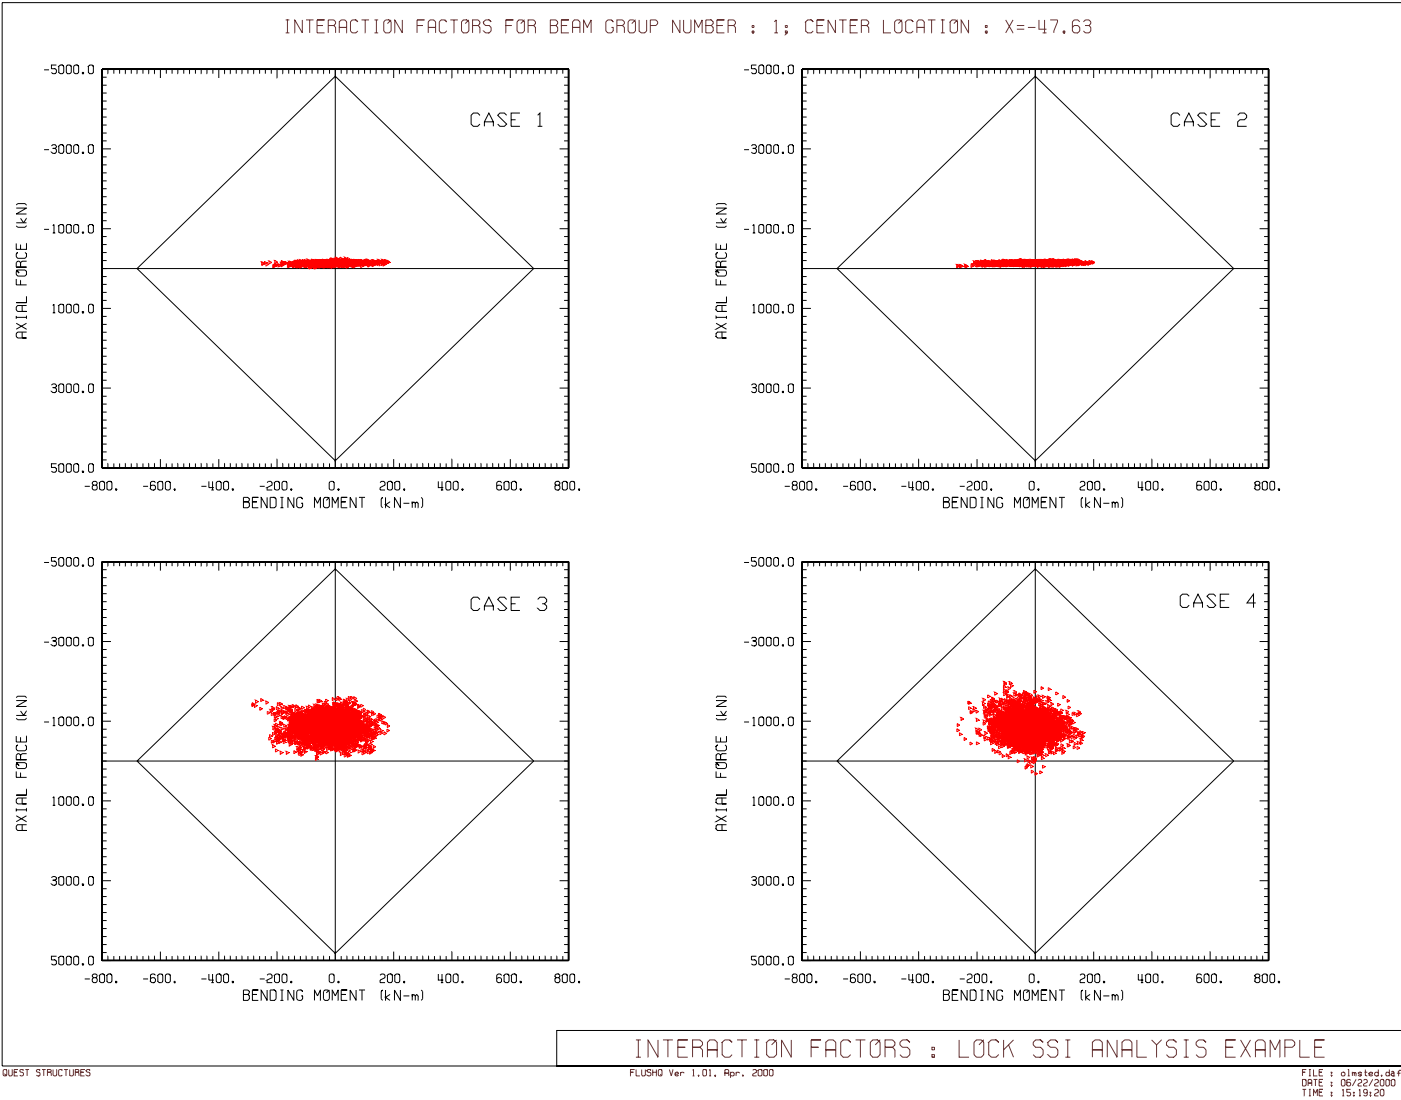 INTERACTION FACTORS FOR BEAM GROUP NUMBER : 1; CENTER LOCATION : X=-47.63
CASE 1
AXIAL FORCE (kN)
-5000.0
-3000.0
-1000.0
1000.0
3000.0
5000.0
-800. -600. -400. -200. 0. 200. 400. 600. 800.
BENDING MOMENT (kN-m)
CASE 2
AXIAL FORCE (kN)
-5000.0
-3000.0
-1000.0
1000.0
3000.0
5000.0
-800. -600. -400. -200. 0. 200. 400. 600. 800.
BENDING MOMENT (kN-m)
CASE 3
AXIAL FORCE (kN)
-5000.0
-3000.0
-1000.0
1000.0
3000.0
5000.0
-800. -600. -400. -200. 0. 200. 400. 600. 800.
BENDING MOMENT (kN-m)
CASE 4
AXIAL FORCE (kN)
-5000.0
-3000.0
-1000.0
1000.0
3000.0
5000.0
-800. -600. -400. -200. 0. 200. 400. 600. 800.
BENDING MOMENT (kN-m)
INTERACTION FACTORS : LOCK SSI ANALYSIS EXAMPLE
QUEST STRUCTURES
FLUSHQ Ver 1.01, Apr. 2000
FILE : olmsted.daf
DATE : 06/22/2000
TIME : 15:19:20